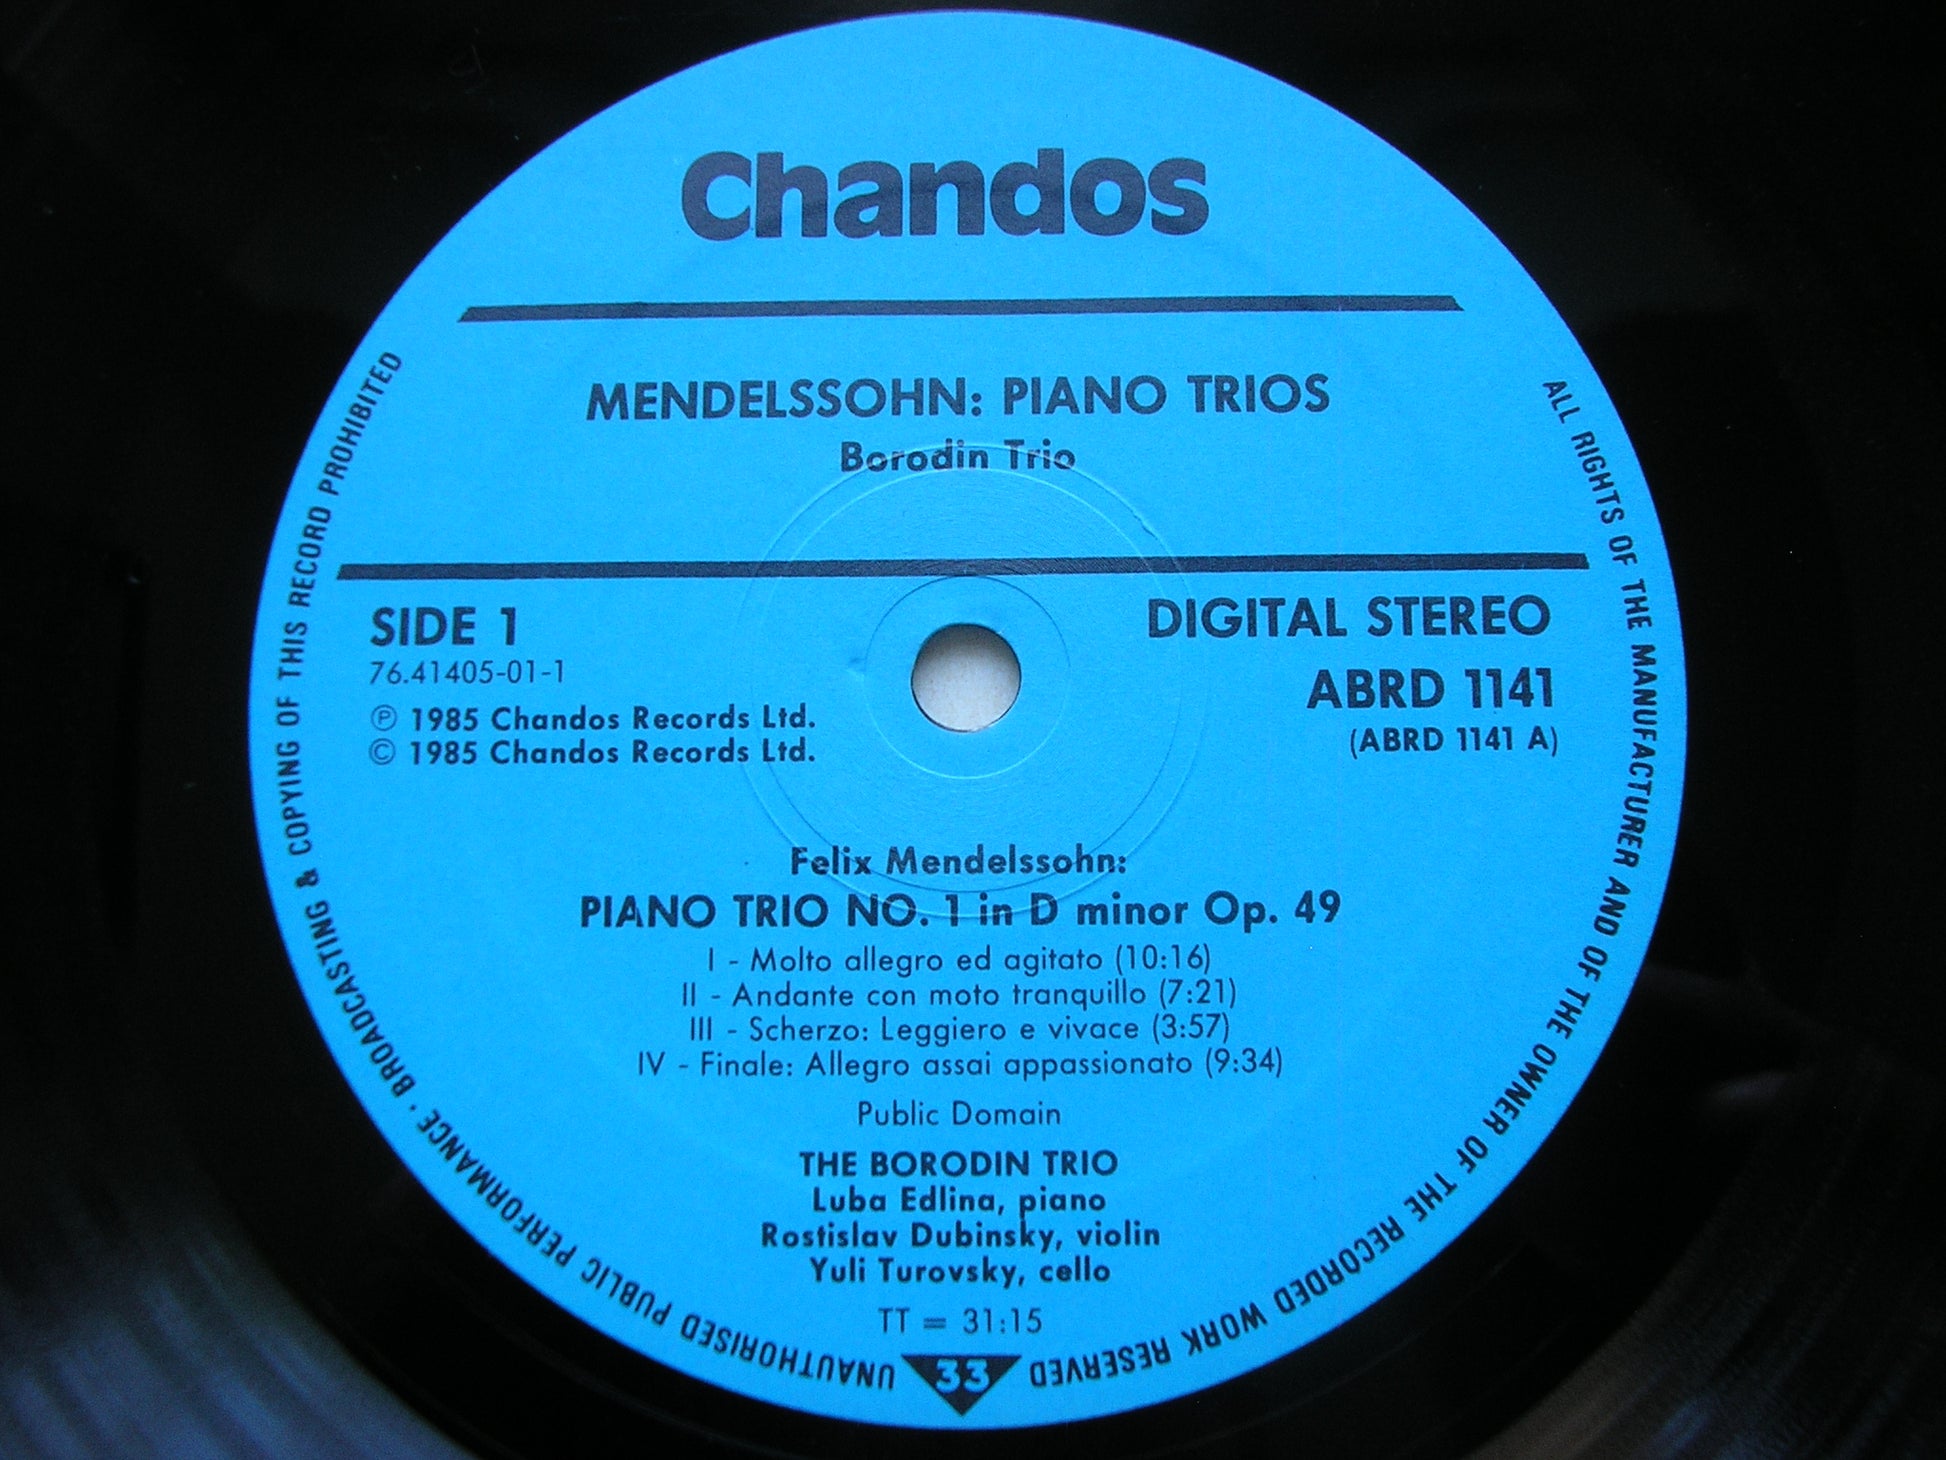 Chandos
MENDELSSOHN: PIANO TRIOS
Borodin Trio
SIDE 1
76.41405-01-1
Ⓟ 1985 Chandos Records Ltd.
© 1985 Chandos Records Ltd.
DIGITAL STEREO
ABRD 1141
(ABRD 1141 A)
Felix Mendelssohn:
PIANO TRIO NO. 1 in D minor Op. 49
I - Molto allegro ed agitato (10:16)
II - Andante con moto tranquillo (7:21)
III - Scherzo: Leggiero e vivace (3:57)
IV - Finale: Allegro assai appassionato (9:34)
Public Domain
THE BORODIN TRIO
Luba Edlina, piano
Rostislav Dubinsky, violin
Yuli Turovsky, cello
TT = 31:15
33
ALL RIGHTS OF THE MANUFACTURER AND OF THE OWNER OF THE RECORDED WORK RESERVED
UNAUTHORISED PUBLIC PERFORMANCE, BROADCASTING & COPYING OF THIS RECORD PROHIBITED